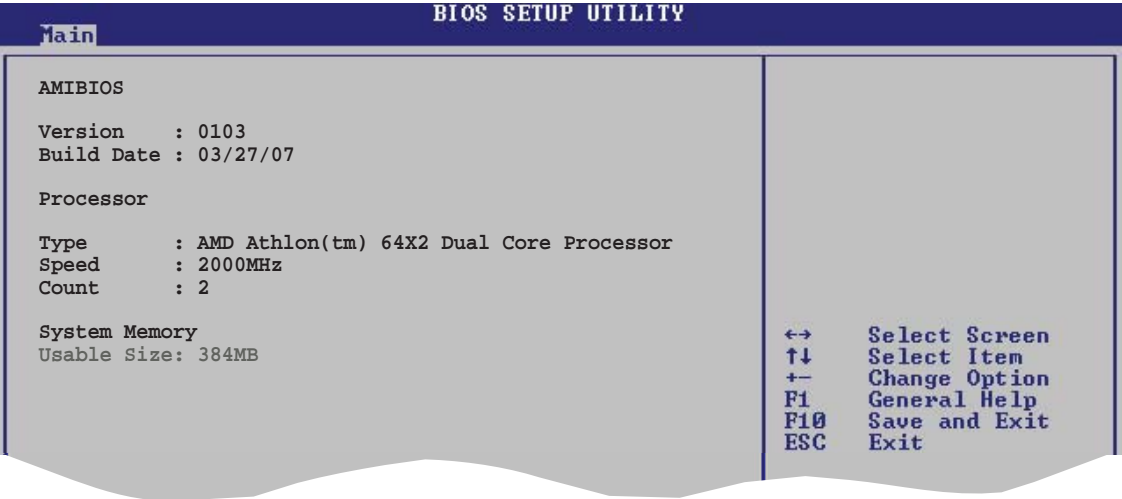 BIOS SETUP UTILITY
Main
AMIBIOS
Version : 0103
Build Date : 03/27/07
Processor
Type : AMD Athlon(tm) 64X2 Dual Core Processor
Speed : 2000MHz
Count : 2
System Memory
Usable Size: 384MB
←→ Select Screen
↑↓ Select Item
+- Change Option
F1 General Help
F10 Save and Exit
ESC Exit